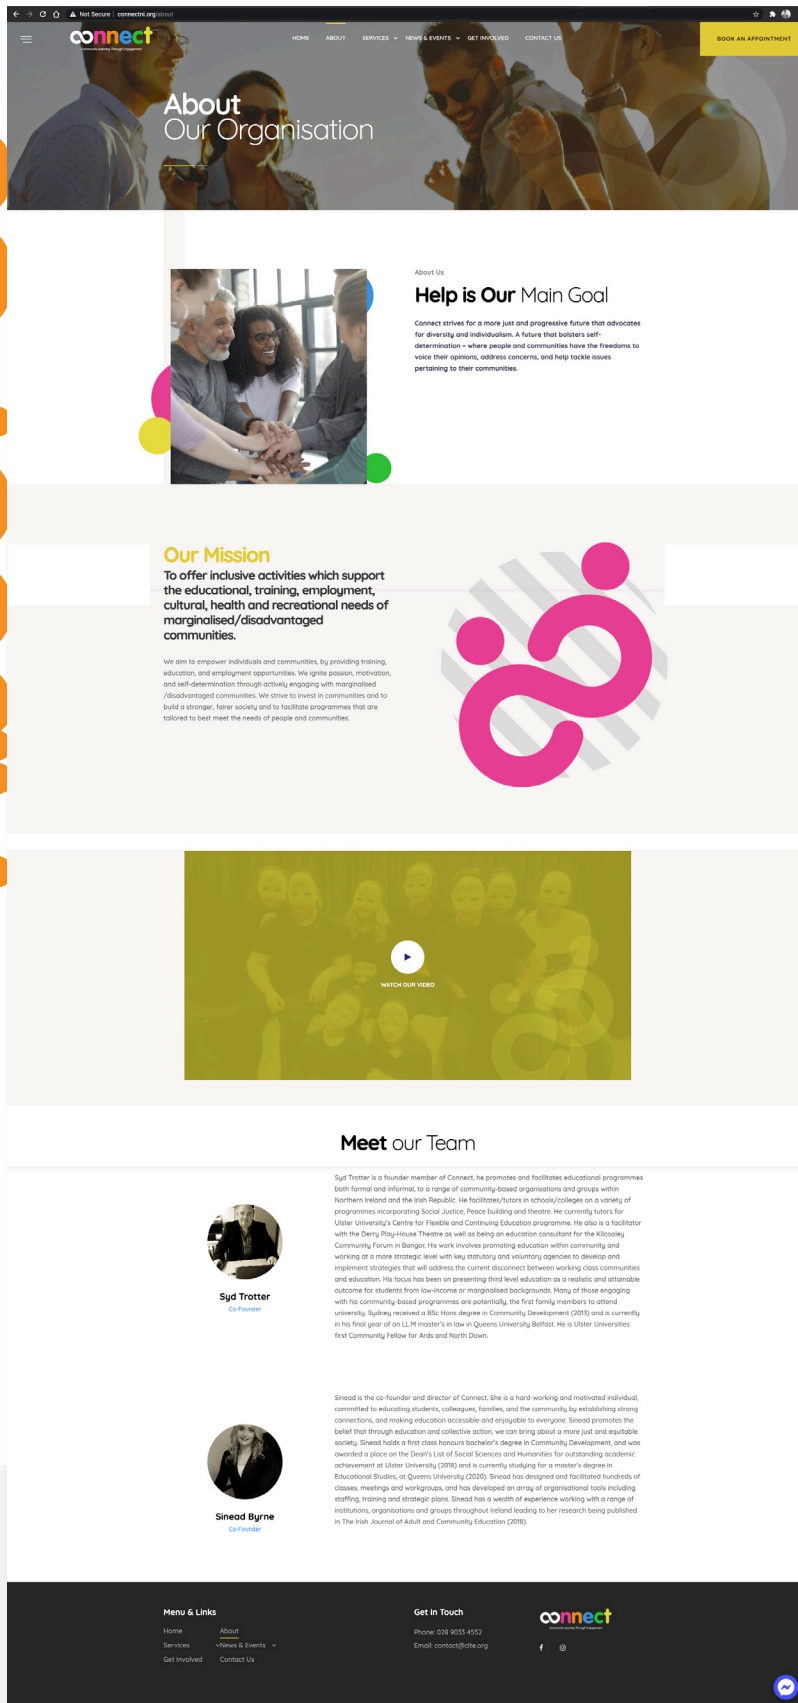 Not Secure | connectni.org/about
connect
Community Learning Through Engagement
HOME ABOUT SERVICES NEWS & EVENTS GET INVOLVED CONTACT US
BOOK AN APPOINTMENT
About
Our Organisation
About Us
Help is Our Main Goal
Connect strives for a more just and progressive future that advocates
for diversity and individualism. A future that bolsters self-
determination – where people and communities have the freedoms to
voice their opinions, address concerns, and help tackle issues
pertaining to their communities.
Our Mission
To offer inclusive activities which support
the educational, training, employment,
cultural, health and recreational needs of
marginalised/disadvantaged
communities.
We aim to empower individuals and communities, by providing training,
education, and employment opportunities. We ignite passion, motivation,
and self-determination through actively engaging with marginalised
/disadvantaged communities. We strive to invest in communities and to
build a stronger, fairer society and to facilitate programmes that are
tailored to best meet the needs of people and communities.
WATCH OUR VIDEO
Meet our Team
Syd Trotter is a founder member of Connect, he promotes and facilitates educational programmes
both formal and informal, to a range of community-based organisations and groups within
Northern Ireland and the Irish Republic. He facilitates/tutors in schools/colleges on a variety of
programmes incorporating Social Justice, Peace building and theatre. He currently tutors for
Ulster University's Centre for Flexible and Continuing Education programme. He also is a facilitator
with the Derry Play-House Theatre as well as being an education consultant for the Kilcooley
Community Forum in Bangor. His work involves promoting education within community and
working at a more strategic level with key statutory and voluntary agencies to develop and
implement strategies that will address the current disconnect between working class communities
and education. His focus has been on presenting third level education as a realistic and attainable
outcome for students from low-income or marginalised backgrounds. Many of those engaging
with his community-based programmes are potentially, the first family members to attend
university. Sydney received a BSc Hons degree in Community Development (2013) and is currently
in his final year of an LL.M master's in law in Queens University Belfast. He is Ulster Universities
first Community Fellow for Ards and North Down.
Syd Trotter
Co-Founder
Sinead is the co-founder and director of Connect. She is a hard-working and motivated individual,
committed to educating students, colleagues, families, and the community by establishing strong
connections, and making education accessible and enjoyable to everyone. Sinead promotes the
belief that through education and collective action, we can bring about a more just and equitable
society. Sinead holds a first class honours bachelor's degree in Community Development, and was
awarded a place on the Dean's List of Social Sciences and Humanities for outstanding academic
achievement at Ulster University (2018) and is currently studying for a master's degree in
Educational Studies, at Queens University (2020). Sinead has designed and facilitated hundreds of
classes, meetings and workgroups, and has developed an array of organisational tools including
staffing, training and strategic plans. Sinead has a wealth of experience working with a range of
institutions, organisations and groups throughout Ireland leading to her research being published
in The Irish Journal of Adult and Community Education (2018).
Sinead Byrne
Co-Founder
Menu & Links
Home About
Services News & Events
Get Involved Contact Us
Get in Touch
Phone: 028 9033 4552
Email: contact@clte.org
connect
Community Learning Through Engagement